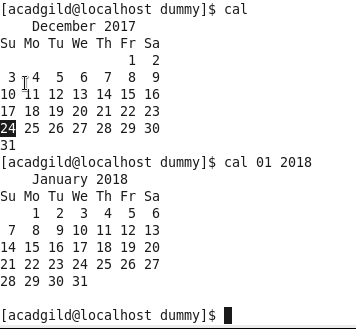 [acadgild@localhost dummy]$ cal
    December 2017
Su Mo Tu We Th Fr Sa
                1  2
 3  4  5  6  7  8  9
10 11 12 13 14 15 16
17 18 19 20 21 22 23
24 25 26 27 28 29 30
31
[acadgild@localhost dummy]$ cal 01 2018
    January 2018
Su Mo Tu We Th Fr Sa
    1  2  3  4  5  6
 7  8  9 10 11 12 13
14 15 16 17 18 19 20
21 22 23 24 25 26 27
28 29 30 31
[acadgild@localhost dummy]$